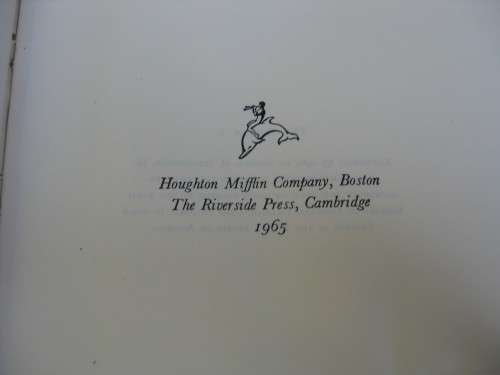 Houghton Mifflin Company, Boston
The Riverside Press, Cambridge
1965